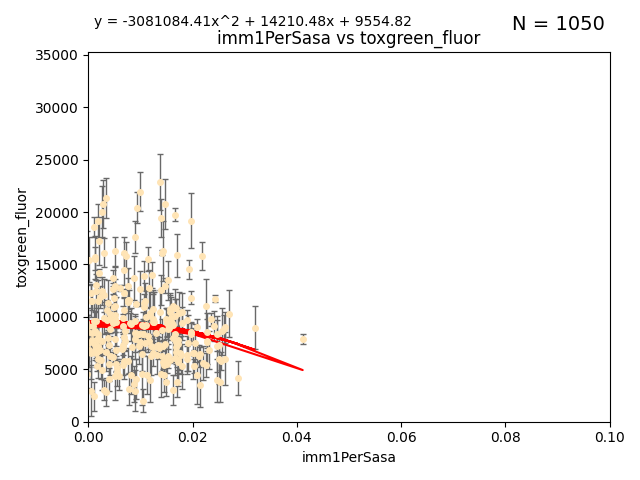 y = -3081084.41x^2 + 14210.48x + 9554.82
N = 1050
imm1PerSasa vs toxgreen_fluor
35000
30000
25000
20000
15000
10000
5000
0
toxgreen_fluor
0.00 0.02 0.04 0.06 0.08 0.10
imm1PerSasa